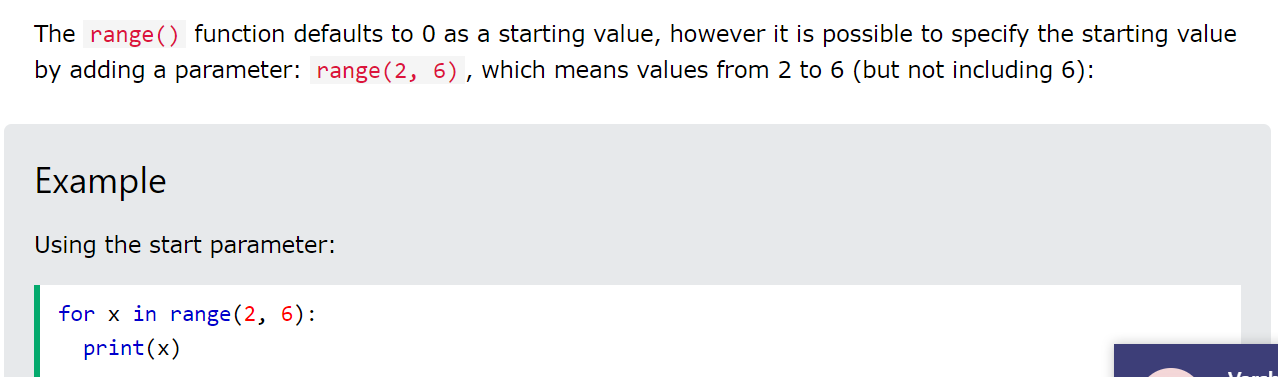 The range() function defaults to 0 as a starting value, however it is possible to specify the starting value
by adding a parameter: range(2, 6), which means values from 2 to 6 (but not including 6):
Example
Using the start parameter:
for x in range(2, 6):
  print(x)